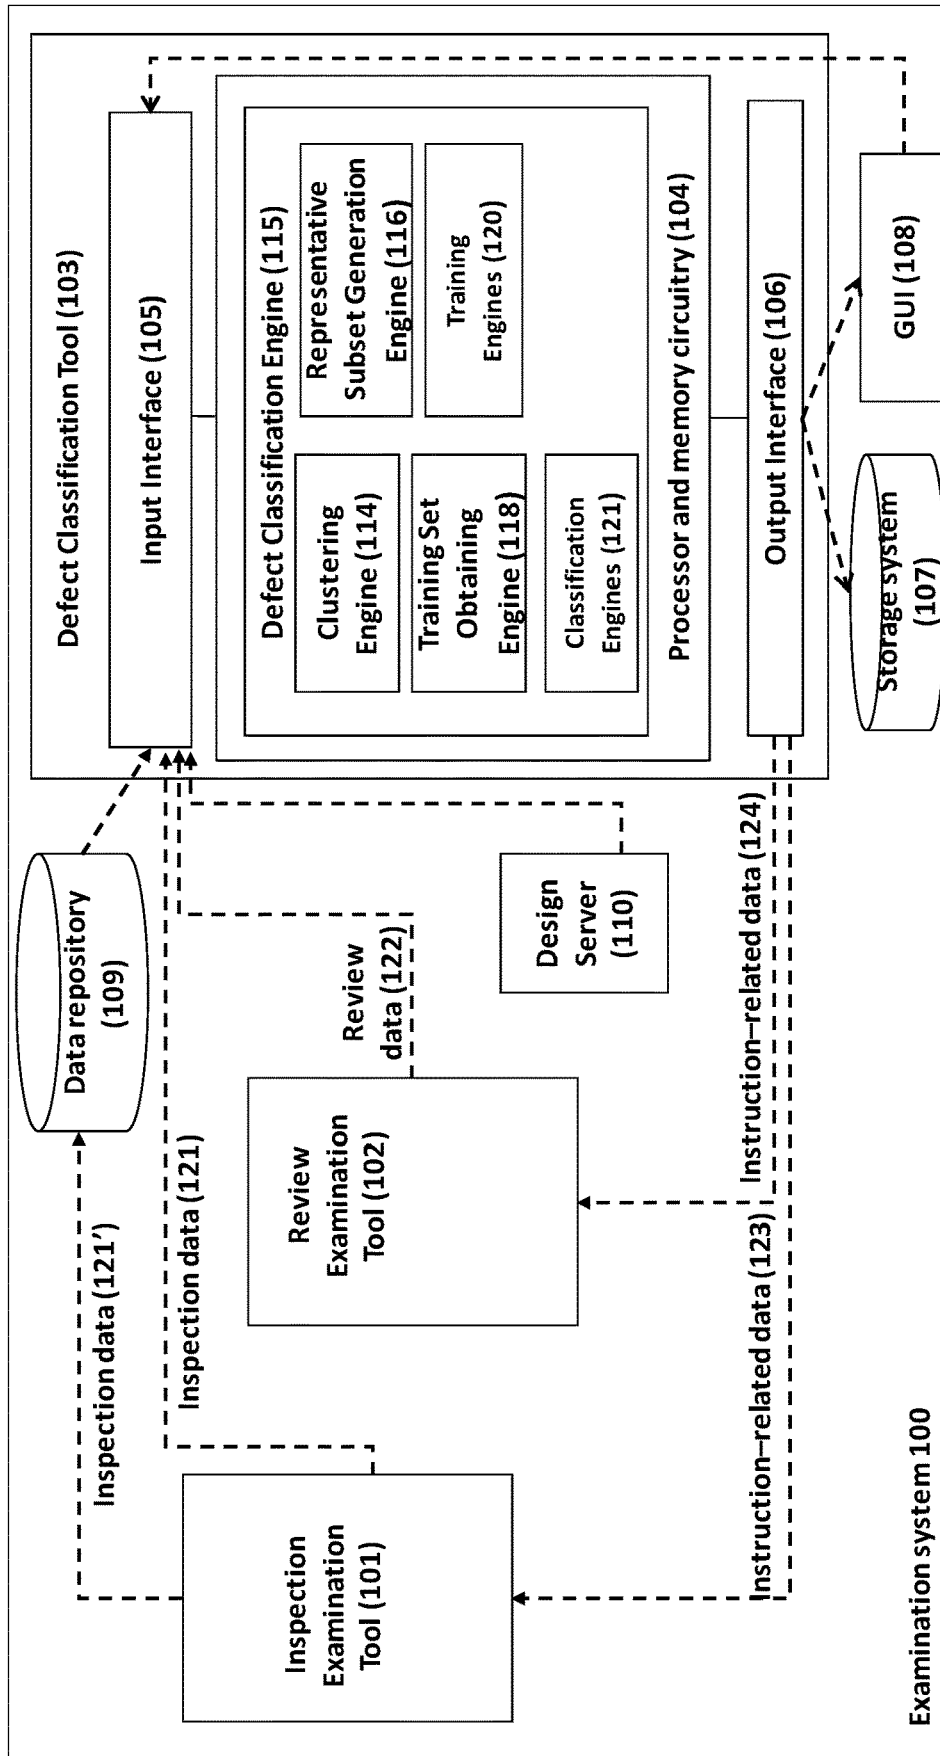 Inspection data (121')
Data repository
(109)
Inspection data (121)
Inspection
Examination
Tool (101)
Review
Examination
Tool (102)
Review
data (122)
Design
Server
(110)
Instruction–related data (123)
Instruction–related data (124)
Defect Classification Tool (103)
Input Interface (105)
Defect Classification Engine (115)
Clustering
Engine (114)
Representative
Subset Generation
Engine (116)
Training Set
Obtaining
Engine (118)
Training
Engines (120)
Classification
Engines (121)
Processor and memory circuitry (104)
Output Interface (106)
Storage system
(107)
GUI (108)
Examination system 100